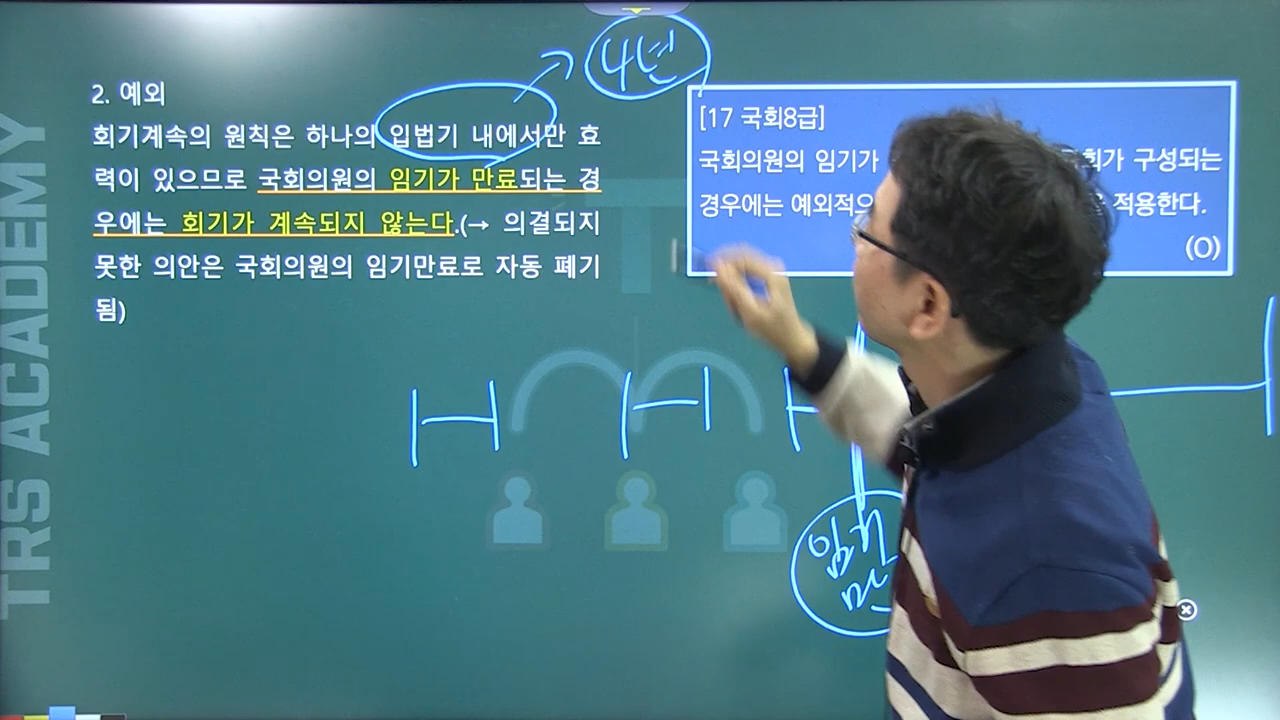 4년
2. 예외
회기계속의 원칙은 하나의 입법기 내에서만 효
력이 있으므로 국회의원의 임기가 만료되는 경
우에는 회기가 계속되지 않는다.(→ 의결되지
못한 의안은 국회의원의 임기만료로 자동 폐기
됨)
[17 국회8급]
국회의원의 임기가 구성되는
경우에는 예외적으 적용한다.
(O)
임기
만
TRS ACADEMY